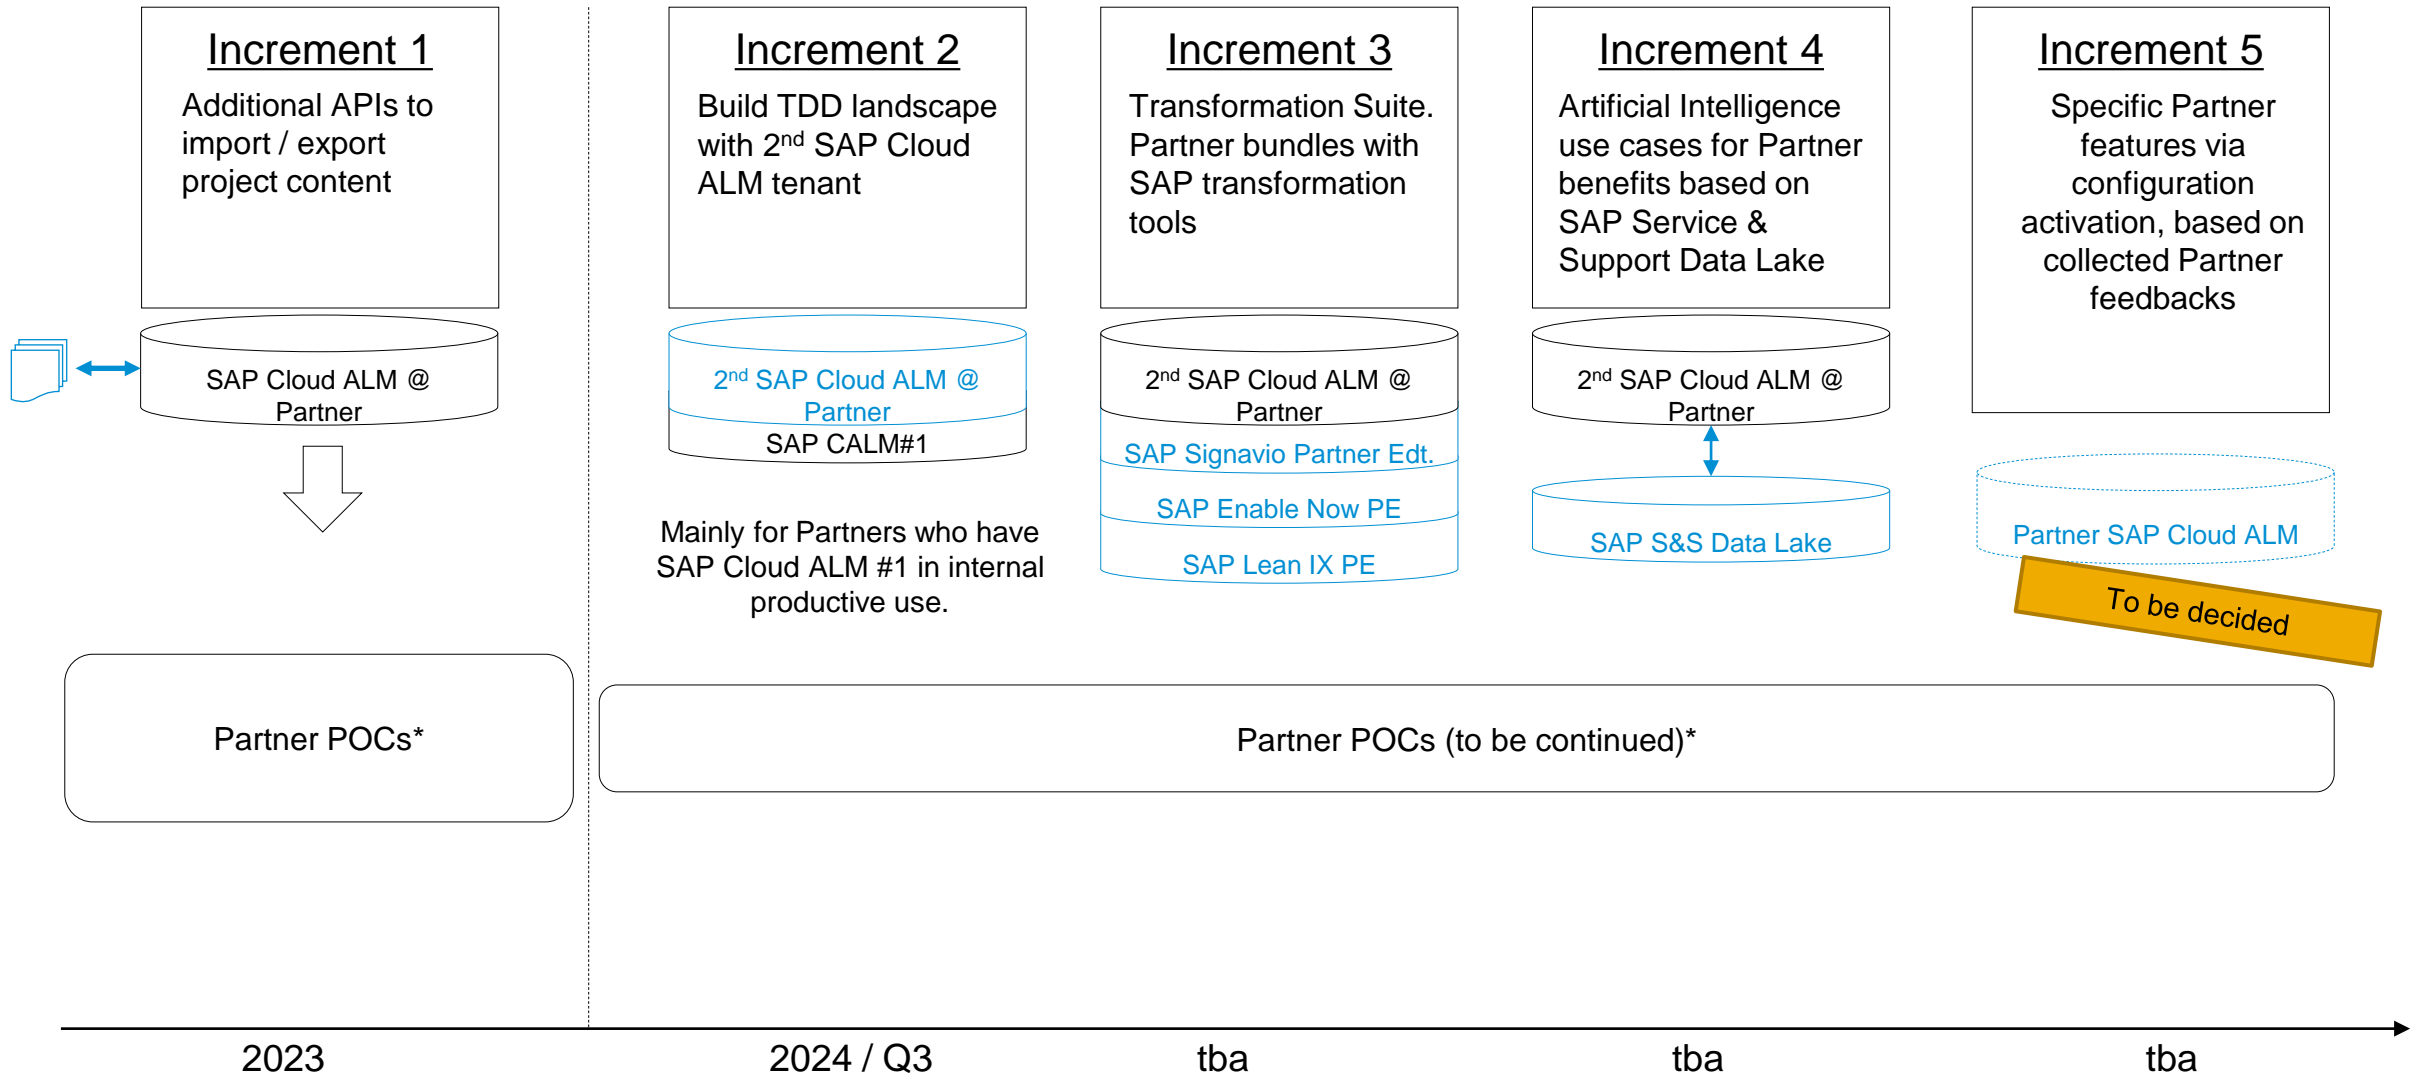 Increment 1
Additional APIs to
import / export
project content
SAP Cloud ALM @
Partner
Increment 2
Build TDD landscape
with 2nd SAP Cloud
ALM tenant
2nd SAP Cloud ALM @
Partner
SAP CALM#1
Mainly for Partners who have
SAP Cloud ALM #1 in internal
productive use.
Increment 3
Transformation Suite.
Partner bundles with
SAP transformation
tools
2nd SAP Cloud ALM @
Partner
SAP Signavio Partner Edt.
SAP Enable Now PE
SAP Lean IX PE
Increment 4
Artificial Intelligence
use cases for Partner
benefits based on
SAP Service &
Support Data Lake
2nd SAP Cloud ALM @
Partner
SAP S&S Data Lake
Increment 5
Specific Partner
features via
configuration
activation, based on
collected Partner
feedbacks
Partner SAP Cloud ALM
To be decided
Partner POCs*
Partner POCs (to be continued)*
2023
2024 / Q3
tba
tba
tba